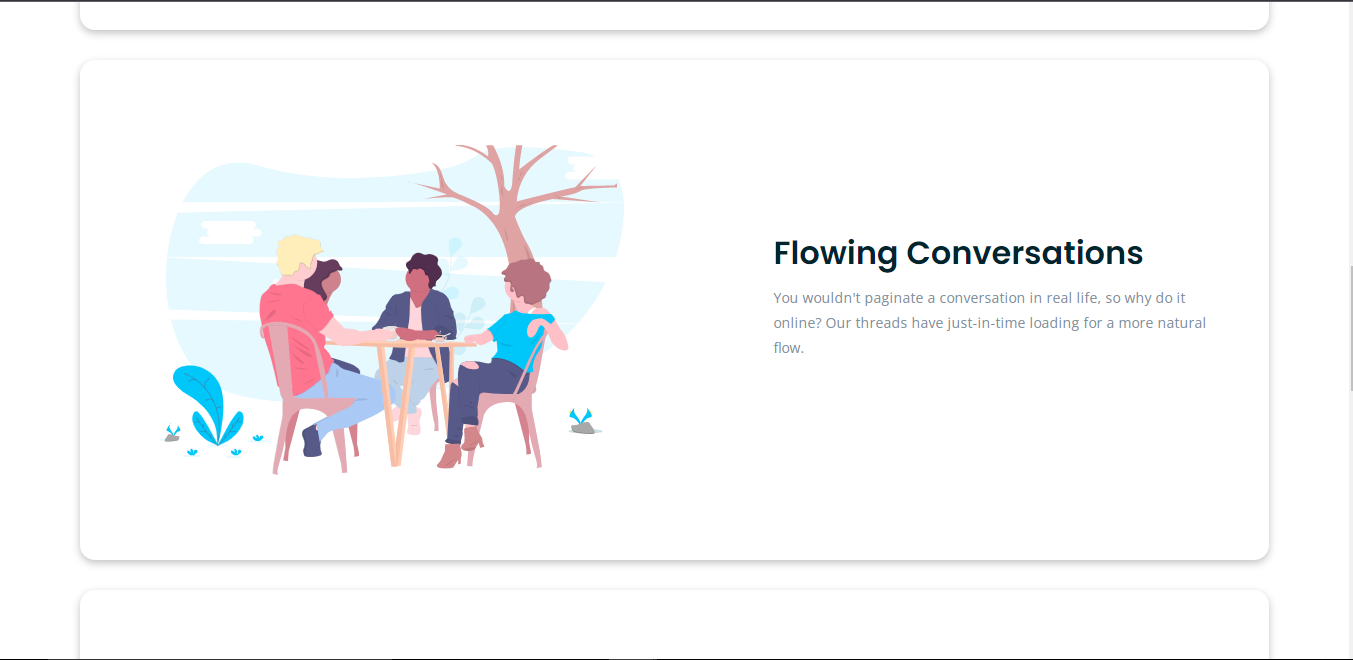 Flowing Conversations
You wouldn't paginate a conversation in real life, so why do it
online? Our threads have just-in-time loading for a more natural
flow.